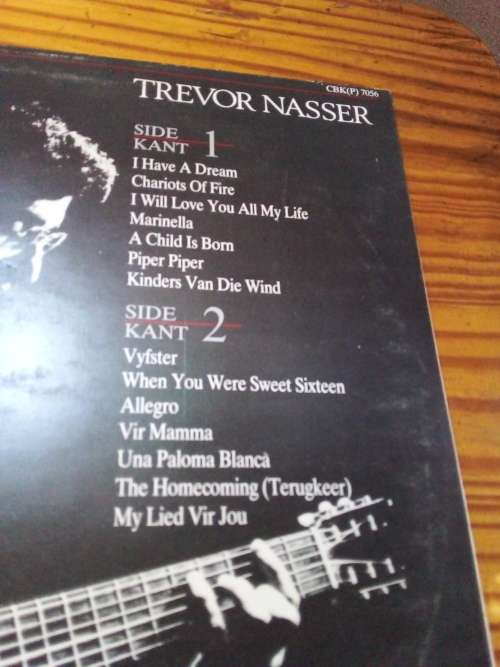 CBK(P) 7056
TREVOR NASSER
SIDE
KANT 1
I Have A Dream
Chariots Of Fire
I Will Love You All My Life
Marinella
A Child Is Born
Piper Piper
Kinders Van Die Wind
SIDE
KANT 2
Vyfster
When You Were Sweet Sixteen
Allegro
Vir Mamma
Una Paloma Blanca
The Homecoming (Terugkeer)
My Lied Vir Jou